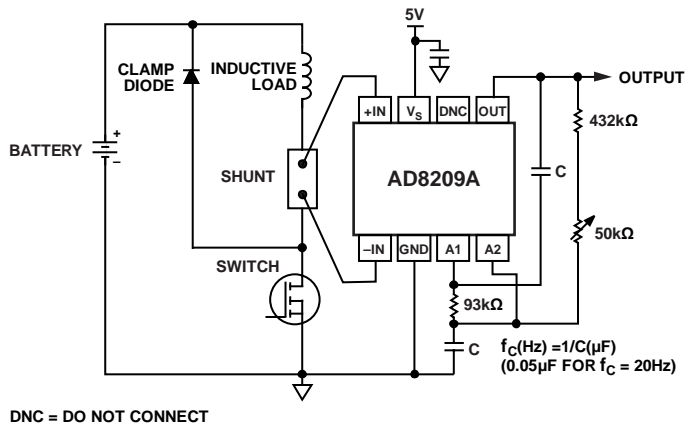 5V
CLAMP
DIODE
INDUCTIVE
LOAD
OUTPUT
+IN
VS
DNC
OUT
432kΩ
BATTERY
+
–
SHUNT
AD8209A
C
50kΩ
–IN
GND
A1
A2
SWITCH
93kΩ
C
fC(Hz) =1/C(µF)
(0.05µF FOR fC = 20Hz)
DNC = DO NOT CONNECT